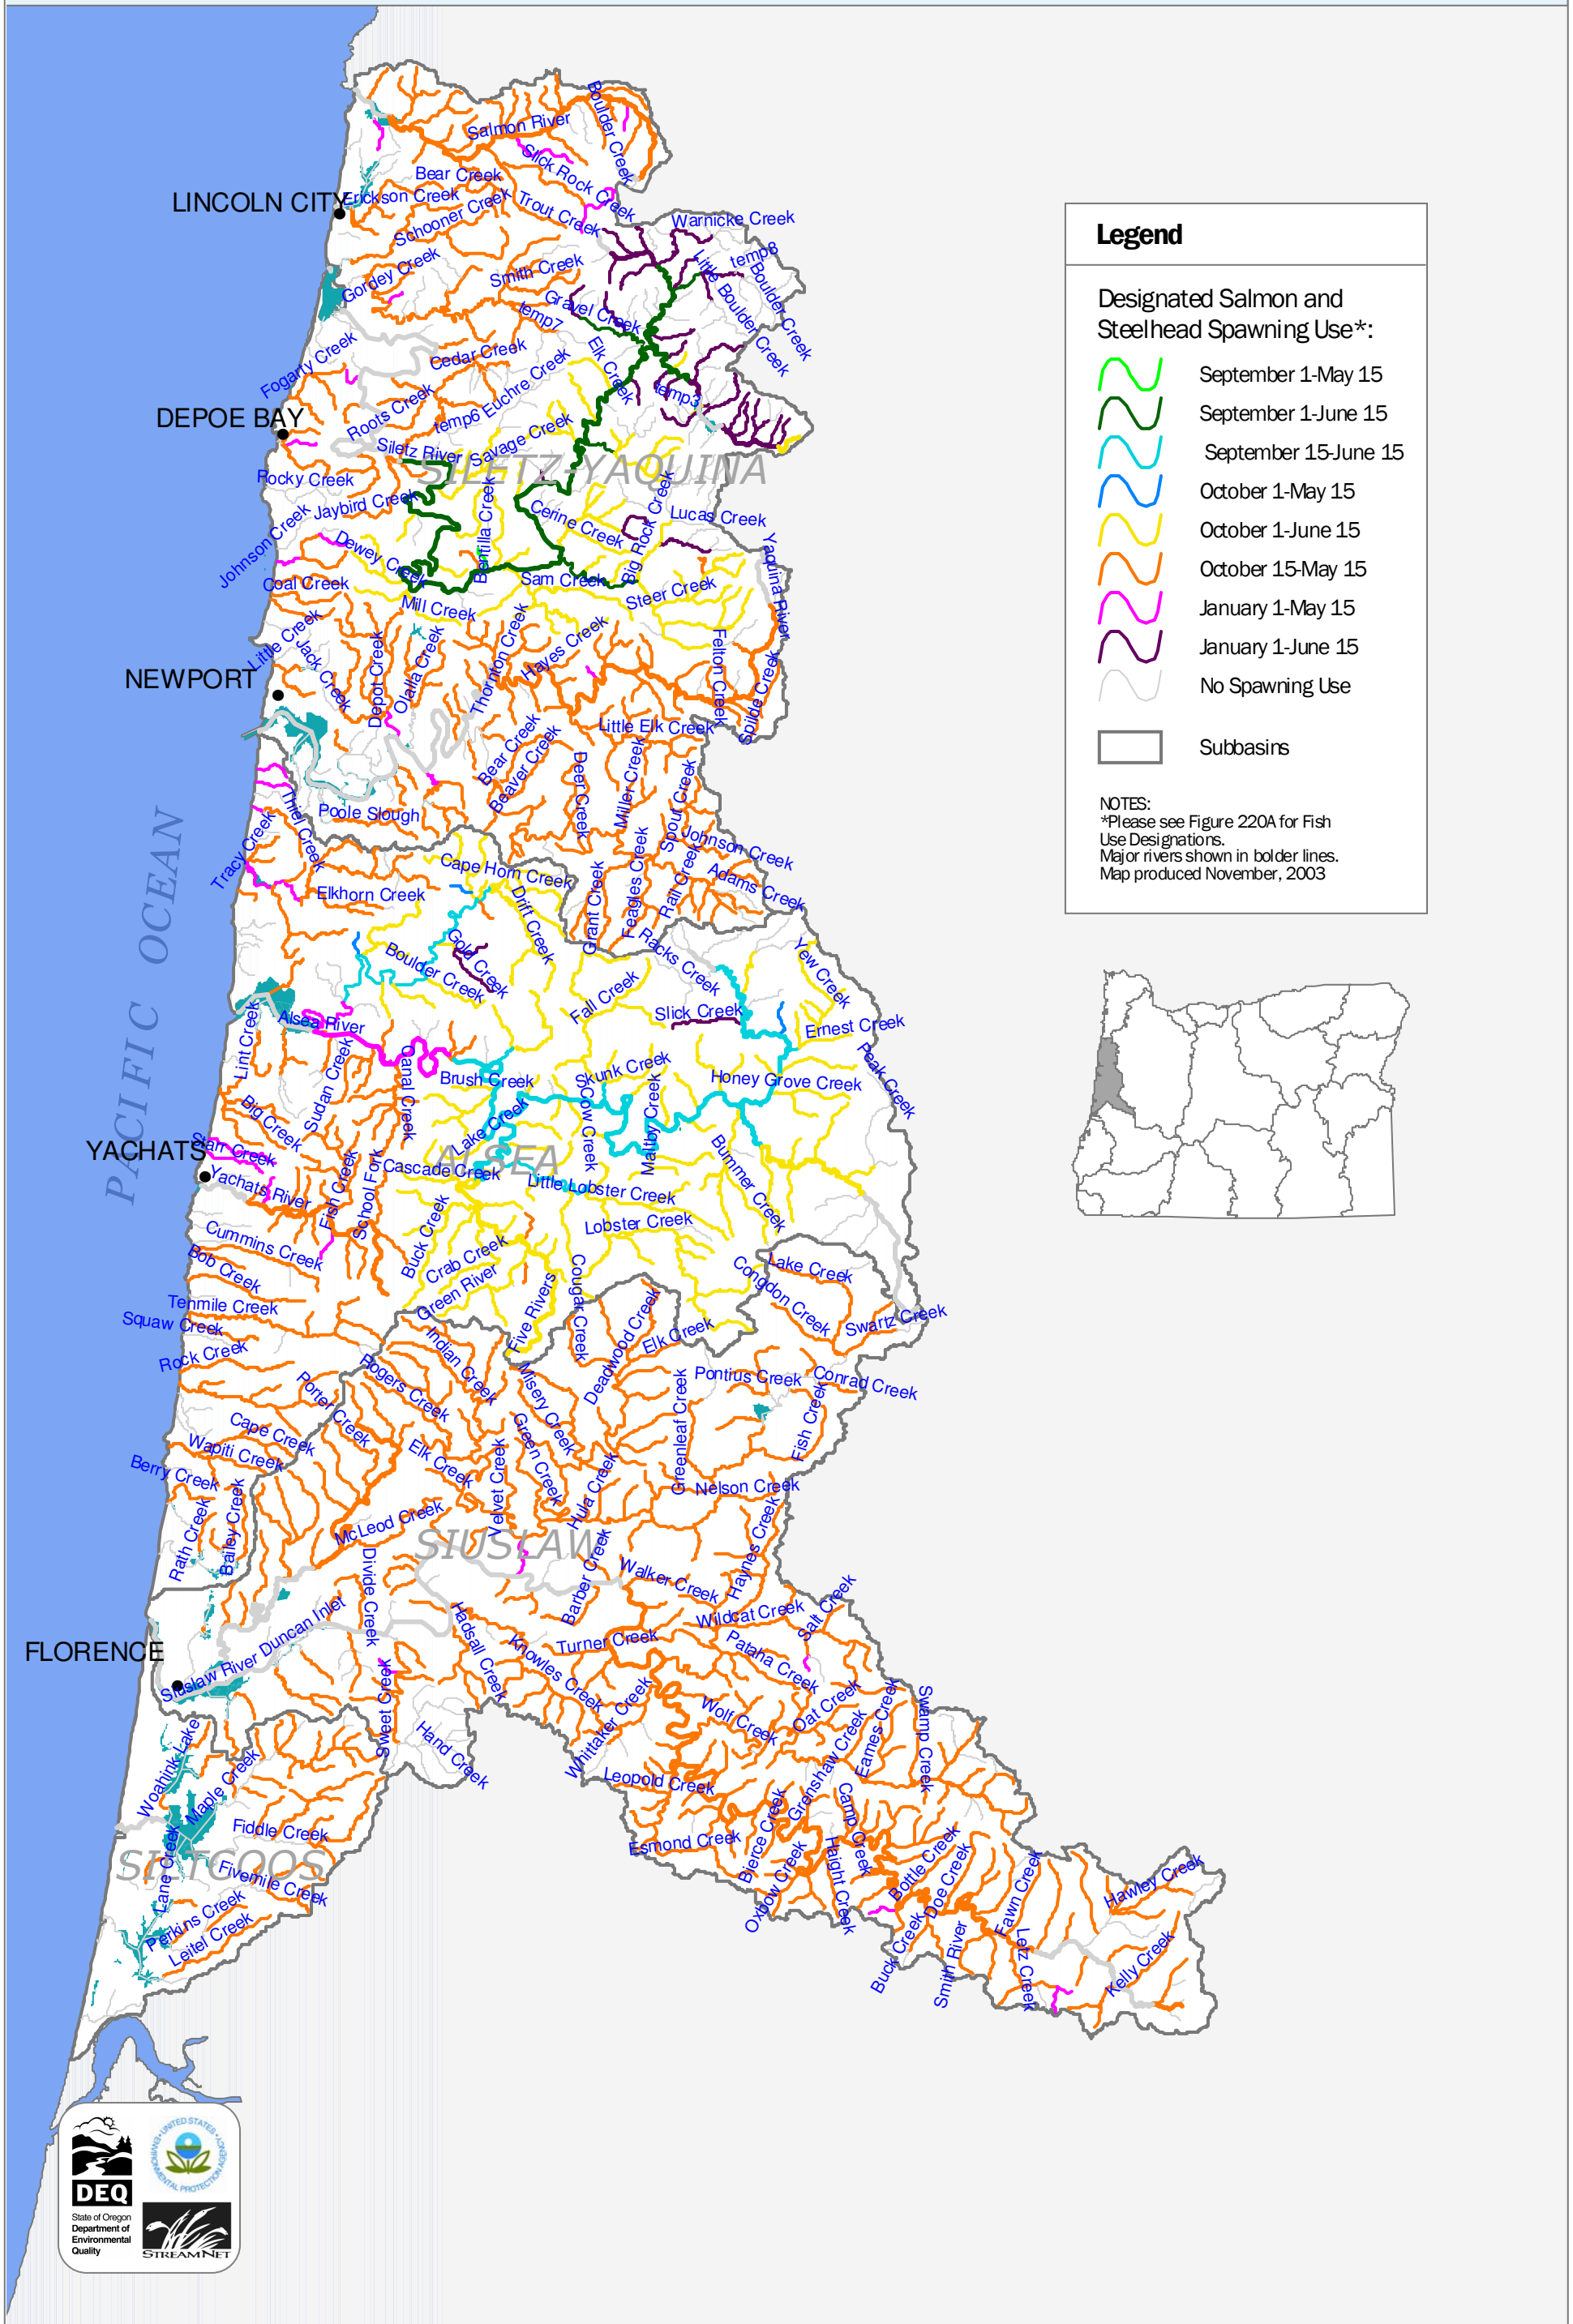 Salmon River
Boulder Creek
Slick Rock Creek
Bear Creek
LINCOLN CITY
Erickson Creek
Schooner Creek
Trout Creek
Warnicke Creek
temp8
Gordey Creek
Smith Creek
Little Boulder Creek
Boulder Creek
Gravel Creek
temp7
Fogarty Creek
Cedar Creek
Elk Creek
temp3
DEPOE BAY
Roots Creek
temp6
Euchre Creek
Siletz River
Savage Creek
SILETZ-YAQUINA
Rocky Creek
Jaybird Creek
Bentilla Creek
Cerine Creek
Big Rock Creek
Lucas Creek
Johnson Creek
Dewey Creek
Yaquina River
Coal Creek
Sam Creek
Steer Creek
Mill Creek
Little Creek
Jack Creek
Depot Creek
Olalla Creek
Thornton Creek
Hayes Creek
Felton Creek
Spilde Creek
NEWPORT
Little Elk Creek
Bear Creek
Beaver Creek
Deer Creek
Miller Creek
Spout Creek
Thiel Creek
Poole Slough
Johnson Creek
Tracy Creek
Cape Horn Creek
Adams Creek
Elkhorn Creek
Drift Creek
Grant Creek
Feagles Creek
Rail Creek
PACIFIC OCEAN
Gold Creek
Boulder Creek
Racks Creek
Yew Creek
Fall Creek
Slick Creek
Ernest Creek
Lint Creek
Alsea River
Peak Creek
Sudan Creek
Canal Creek
Brush Creek
Skunk Creek
Honey Grove Creek
Big Creek
Lake Creek
Cow Creek
Maltby Creek
YACHATS
Starr Creek
ALSEA
Bummer Creek
Yachats River
Fish Creek
School Fork
Cascade Creek
Little Lobster Creek
Cummins Creek
Buck Creek
Lobster Creek
Bob Creek
Crab Creek
Green River
Five Rivers
Cougar Creek
Congdon Creek
Lake Creek
Tenmile Creek
Squaw Creek
Swartz Creek
Rock Creek
Indian Creek
Deadwood Creek
Elk Creek
Rogers Creek
Porter Creek
Misery Creek
Pontius Creek
Conrad Creek
Cape Creek
Wapiti Creek
Elk Creek
Green Creek
Greenleaf Creek
Fish Creek
Berry Creek
Velvet Creek
Hula Creek
Nelson Creek
Rath Creek
Bailey Creek
McLeod Creek
SIUSLAW
Haynes Creek
Divide Creek
Barber Creek
Walker Creek
Salt Creek
Wildcat Creek
Duncan Inlet
Hadsall Creek
Turner Creek
Pataha Creek
FLORENCE
Siuslaw River
Knowles Creek
Sweet Creek
Whittaker Creek
Wolf Creek
Oat Creek
Eames Creek
Swamp Creek
Woahink Lake
Maple Creek
Hand Creek
Leopold Creek
Grenshaw Creek
Camp Creek
Fiddle Creek
Esmond Creek
Bierce Creek
SILTCOOS
Lane Creek
Fivemile Creek
Oxbow Creek
Haight Creek
Bottle Creek
Doe Creek
Fawn Creek
Hawley Creek
Perkins Creek
Leitel Creek
Buck Creek
Smith River
Letz Creek
Kelly Creek
Legend
Designated Salmon and
Steelhead Spawning Use*:
September 1-May 15
September 1-June 15
September 15-June 15
October 1-May 15
October 1-June 15
October 15-May 15
January 1-May 15
January 1-June 15
No Spawning Use
Subbasins
NOTES:
*Please see Figure 220A for Fish
Use Designations.
Major rivers shown in bolder lines.
Map produced November, 2003
DEQ
State of Oregon
Department of
Environmental
Quality
UNITED STATES
ENVIRONMENTAL PROTECTION AGENCY
STREAMNET